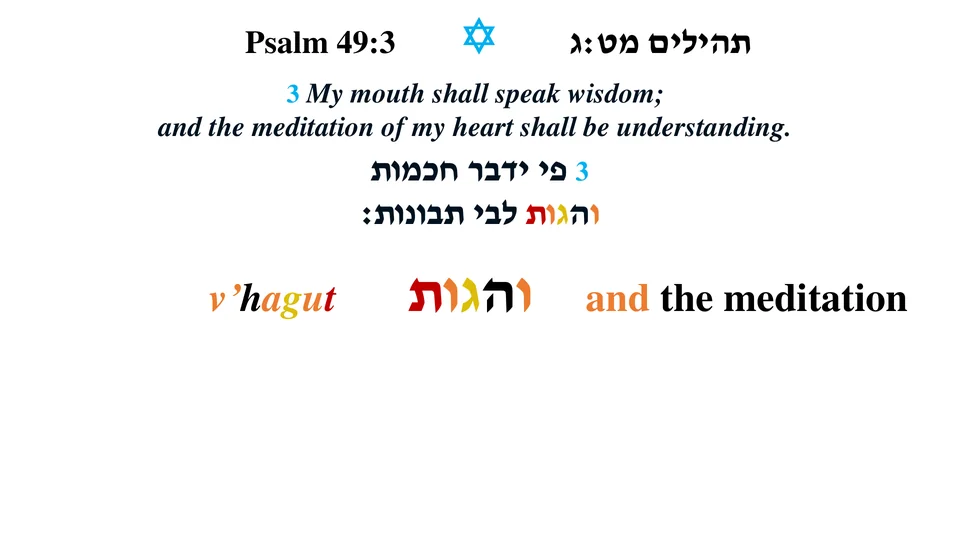 Psalm 49:3 ✡ תהילים מט:ג
3 My mouth shall speak wisdom;
and the meditation of my heart shall be understanding.
3 פי ידבר חכמות
והגות לבי תבונות:
v’hagut והגות and the meditation